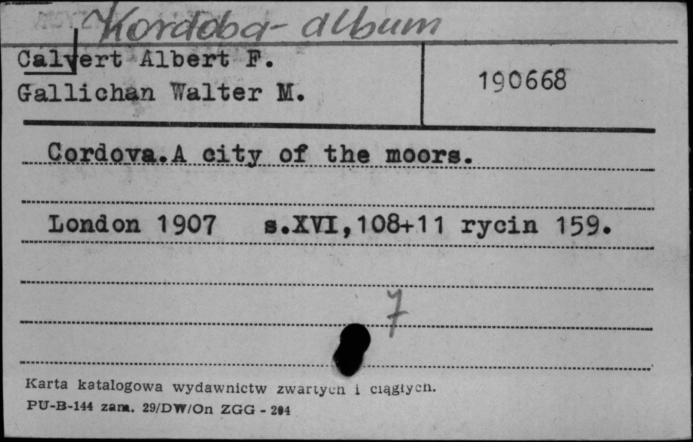 Kordoba - album
Calvert Albert F.
Gallichan Walter M.
190668
Cordova.A city of the moors.
London 1907 s.XVI,108+11 rycin 159.
7
Karta katalogowa wydawnictw zwartych i ciągłych.
PU-B-144 zam. 29/DW/On ZGG - 204